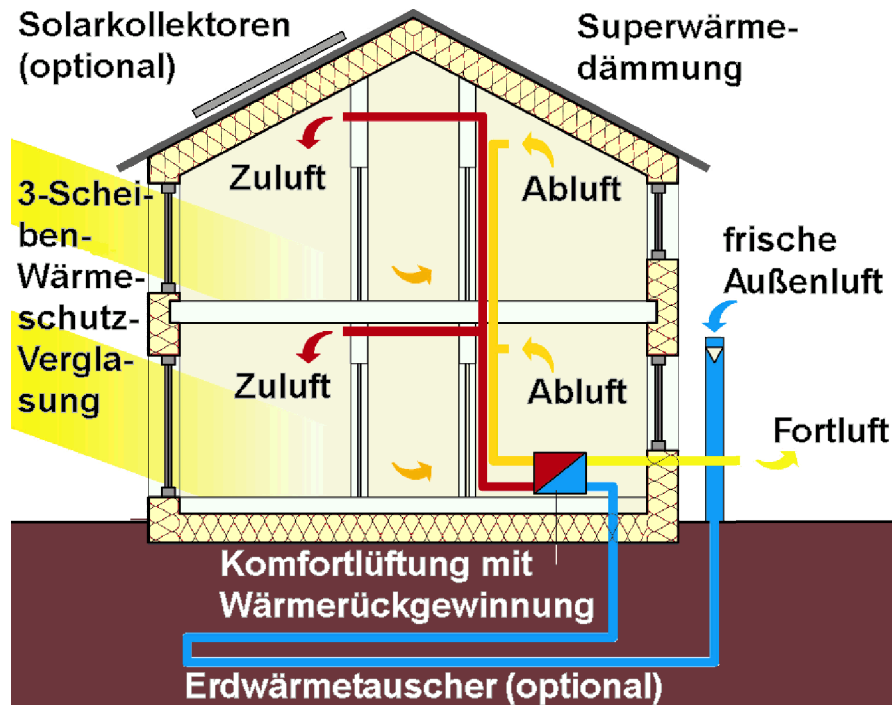 Solarkollektoren
(optional)
Superwärme-
dämmung
3-Schei-
ben-
Wärme-
schutz-
Vergla-
sung
Zuluft
Abluft
frische
Außenluft
Zuluft
Abluft
Fortluft
Komfortlüftung mit
Wärmerückgewinnung
Erdwärmetauscher (optional)